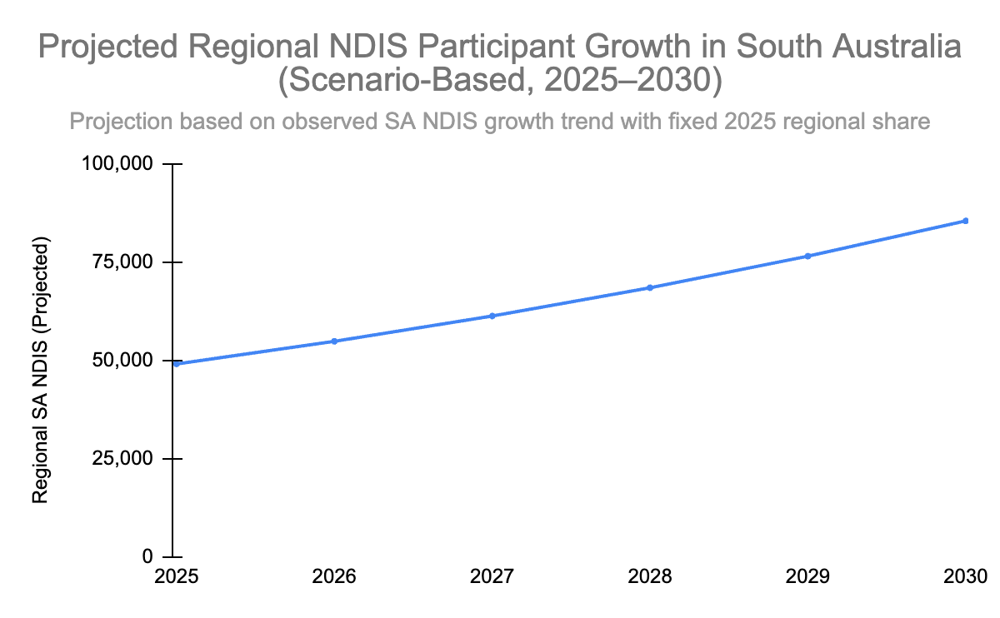 Projected Regional NDIS Participant Growth in South Australia
(Scenario-Based, 2025–2030)
Projection based on observed SA NDIS growth trend with fixed 2025 regional share
Regional SA NDIS (Projected)
100,000
75,000
50,000
25,000
0
2025 2026 2027 2028 2029 2030